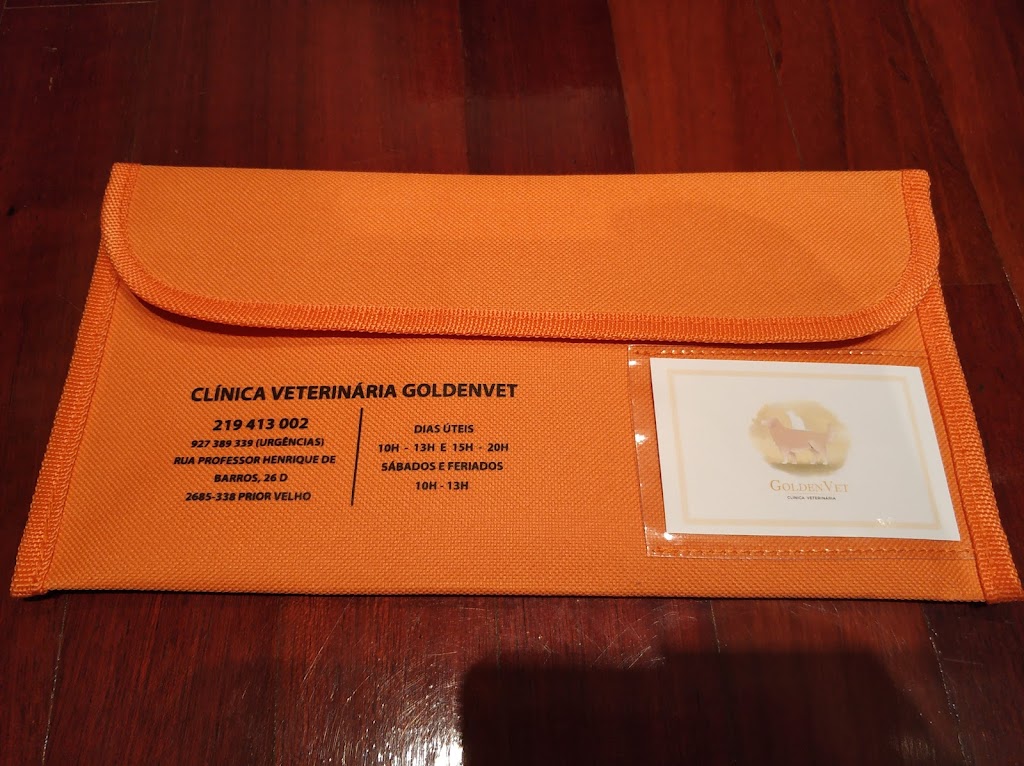 CLÍNICA VETERINÁRIA GOLDENVET
219 413 002
927 389 339 (URGÊNCIAS)
RUA PROFESSOR HENRIQUE DE
BARROS, 26 D
2685-338 PRIOR VELHO
DIAS ÚTEIS
10H - 13H E 15H - 20H
SÁBADOS E FERIADOS
10H - 13H
GOLDENVET
CLÍNICA VETERINÁRIA